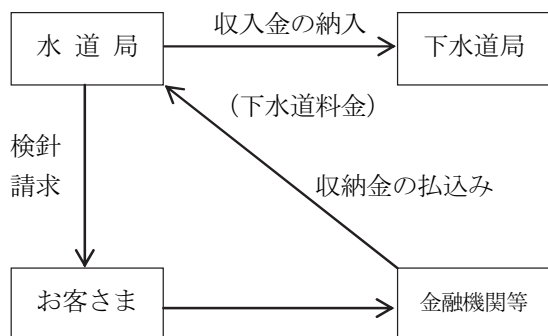 収入金の納入
水 道 局
下水道局
(下水道料金)
検針
請求
収納金の払込み
お客さま
金融機関等